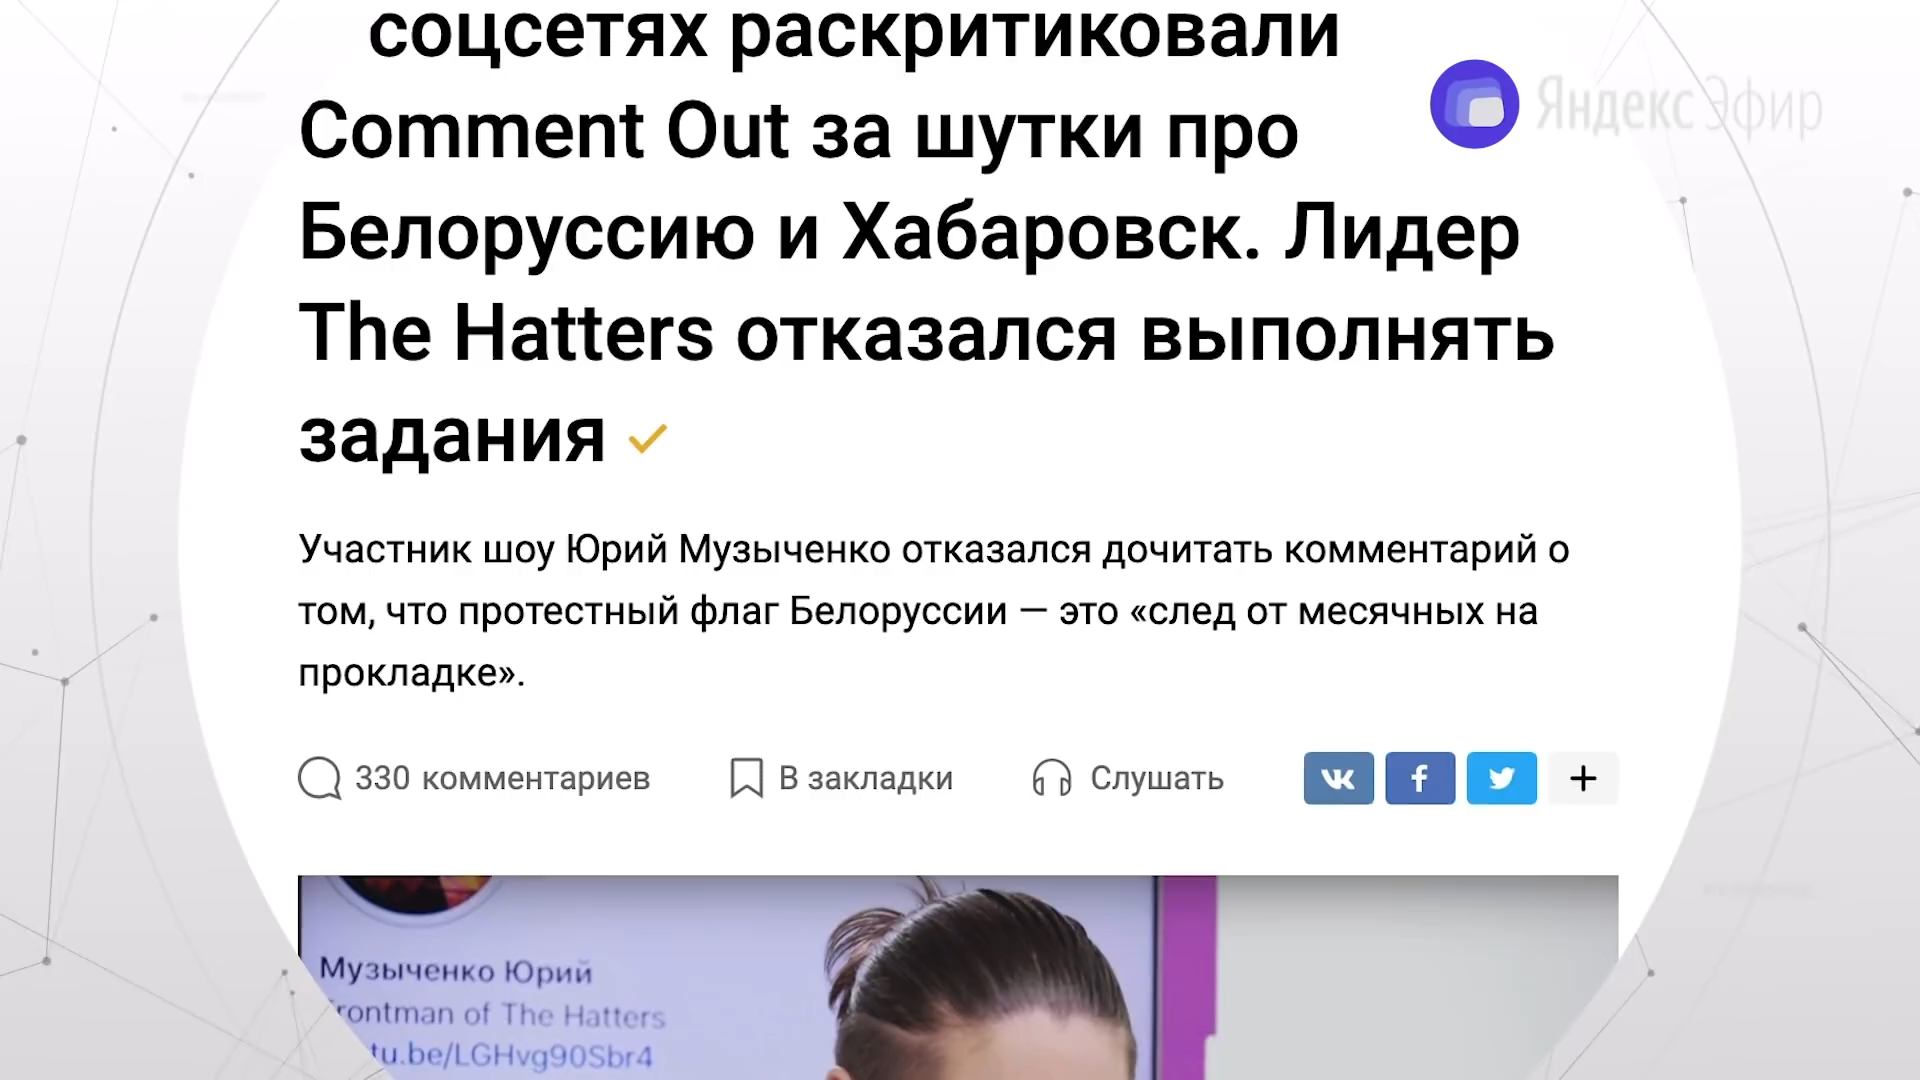 соцсетях раскритиковали
Comment Out за шутки про
Белоруссию и Хабаровск. Лидер
The Hatters отказался выполнять
задания
Яндекс Эфир
Участник шоу Юрий Музыченко отказался дочитать комментарий о
том, что протестный флаг Белоруссии — это «след от месячных на
прокладке».
330 комментариев
В закладки
Слушать
Музыченко Юрий
rontman of The Hatters
tu.be/LGHvg90Sbr4